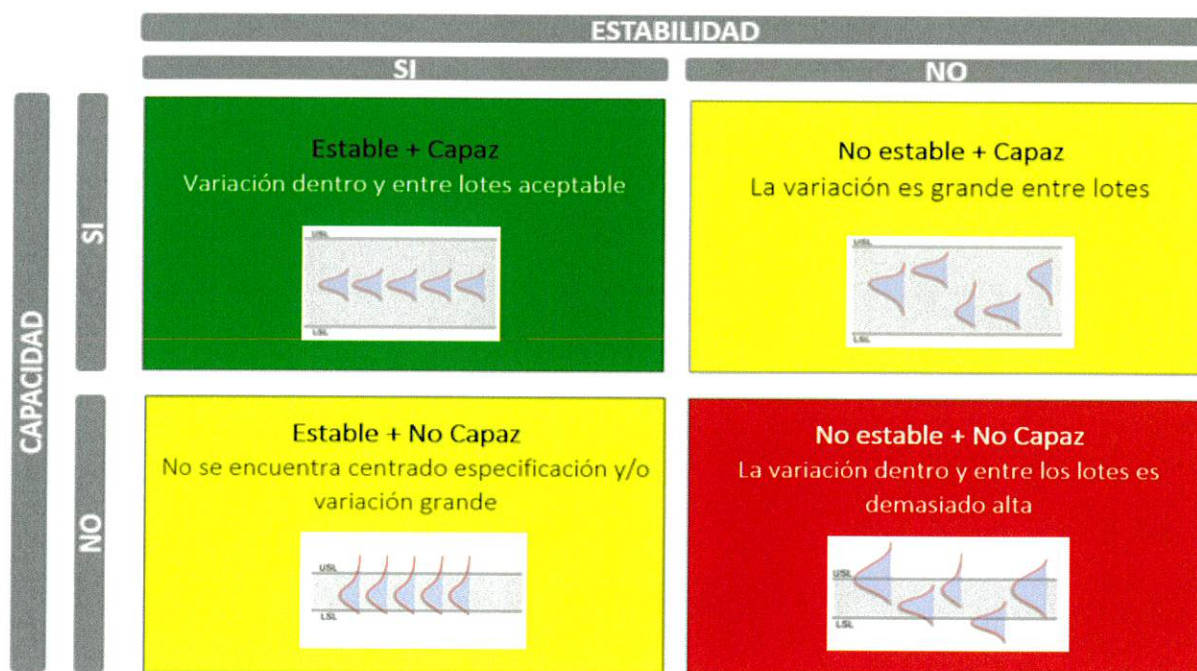 ESTABILIDAD
SI
NO
CAPACIDAD
SI
Estable + Capaz
Variación dentro y entre lotes aceptable
USL
LSL
No estable + Capaz
La variación es grande entre lotes
USL
LSL
NO
Estable + No Capaz
No se encuentra centrado especificación y/o
variación grande
USL
LSL
No estable + No Capaz
La variación dentro y entre los lotes es
demasiado alta
USL
LSL